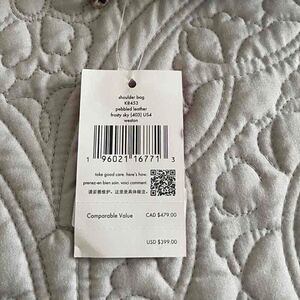 shoulder bag
K8453
pebbled leather
frosty sky (403) US4
weston
1 96021 16771 3
take good care. here's how.
prenez-en bien soin. voici comment.
Comparable Value CAD $479.00
USD $399.00